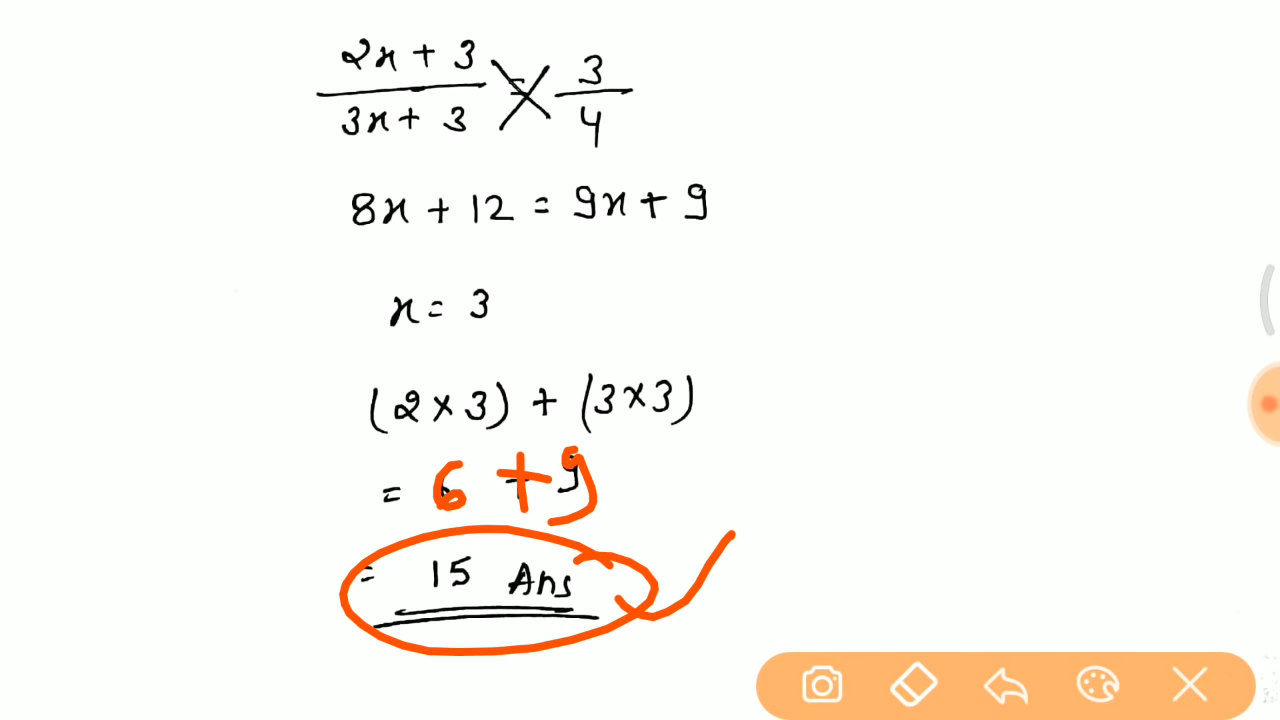 2x + 3 / 3x + 3 = 3 / 4
8x + 12 = 9x + 9
x = 3
(2 × 3) + (3 × 3)
= 6 + 9
= 15 Ans